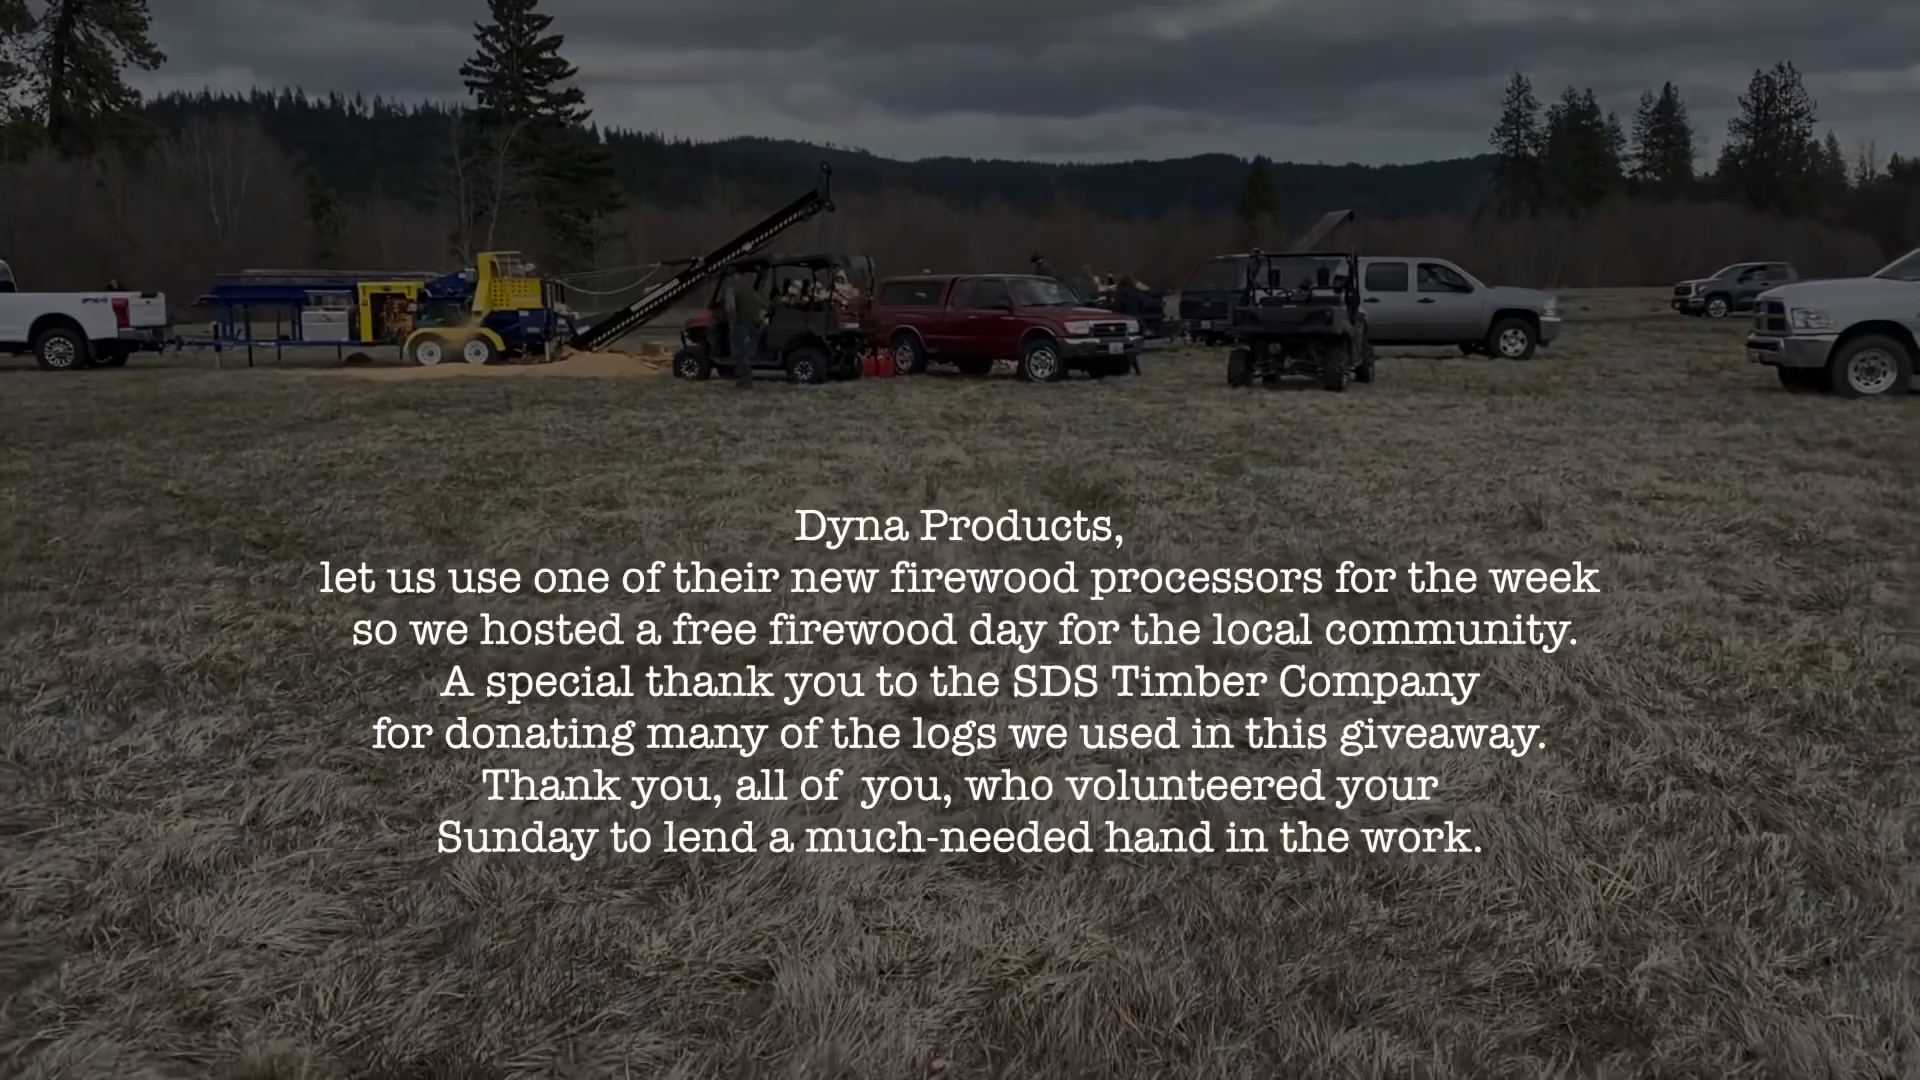 Dyna Products,
let us use one of their new firewood processors for the week
so we hosted a free firewood day for the local community.
A special thank you to the SDS Timber Company
for donating many of the logs we used in this giveaway.
Thank you, all of  you, who volunteered your
Sunday to lend a much-needed hand in the work.